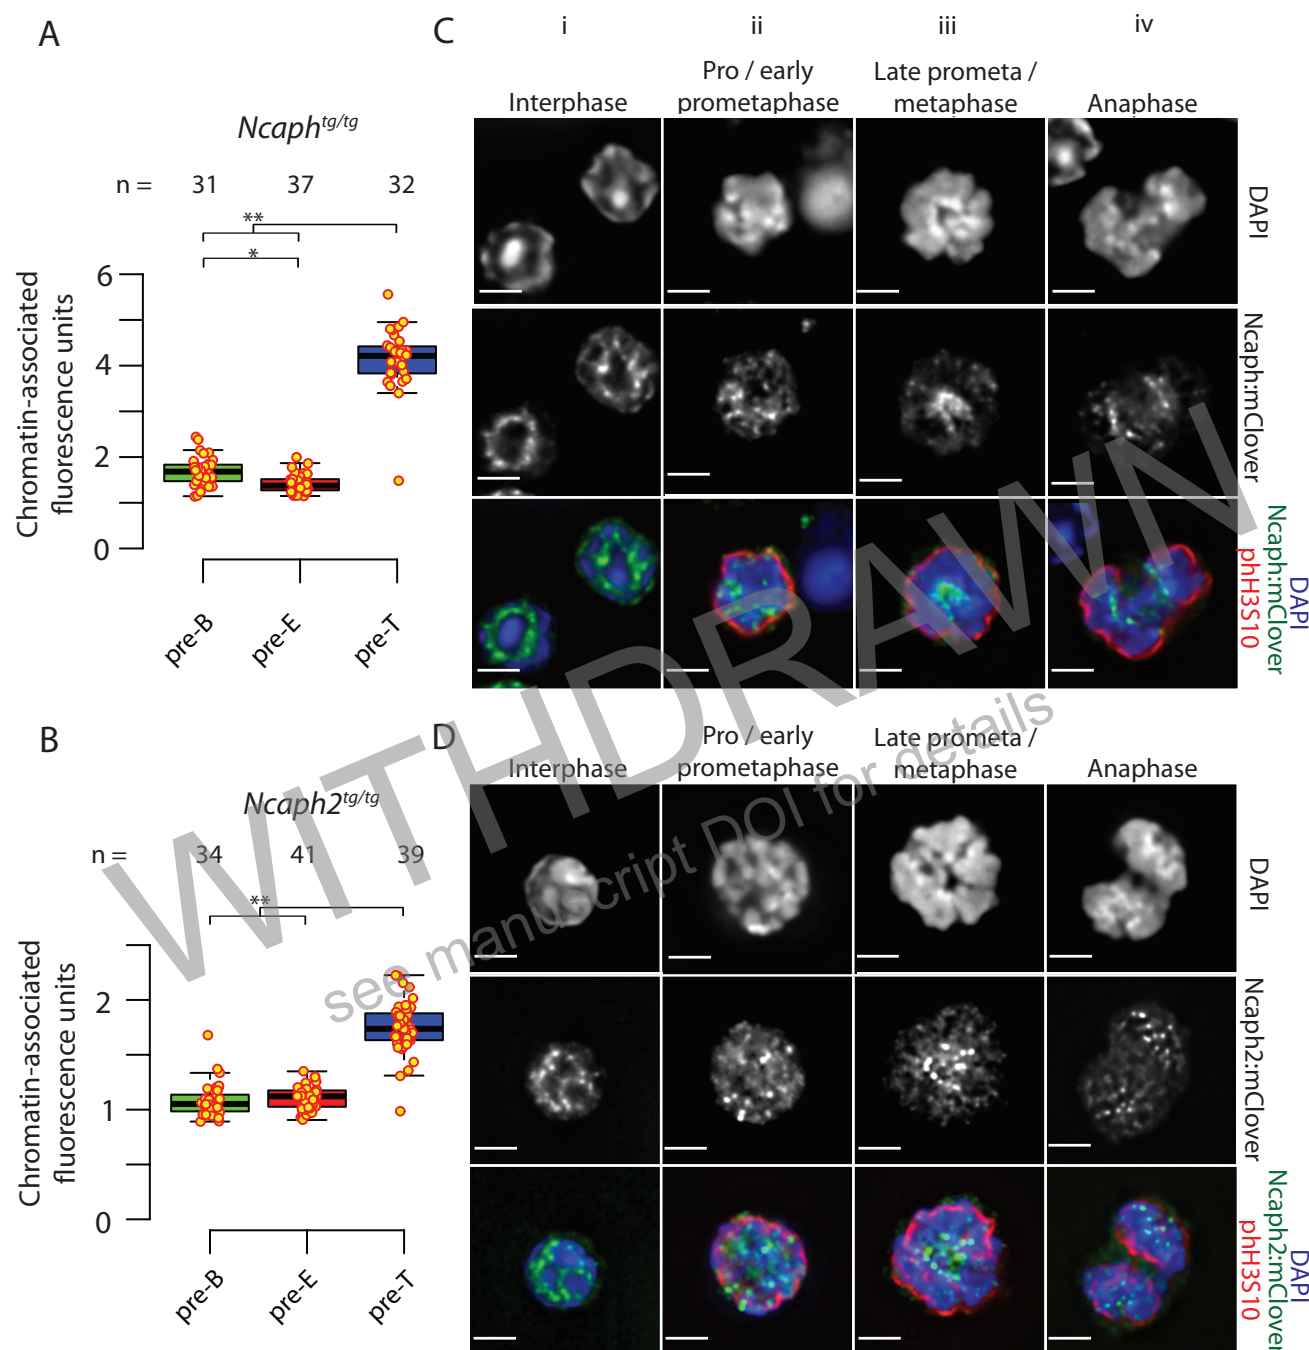 A
Ncaph^tg/tg
n = 31 37 32
**
*
Chromatin-associated
fluorescence units
6
4
2
0
pre-B
pre-E
pre-T
B
Ncaph2^tg/tg
n = 34 41 39
**
Chromatin-associated
fluorescence units
2
1
0
pre-B
pre-E
pre-T
C
i
ii
iii
iv
Interphase
Pro / early
prometaphase
Late prometa /
metaphase
Anaphase
DAPI
Ncaph:mClover
DAPI
Ncaph:mClover
phH3S10
D
Interphase
Pro / early
prometaphase
Late prometa /
metaphase
Anaphase
DAPI
Ncaph2:mClover
DAPI
Ncaph2:mClover
phH3S10
WITHDRAWN
see manuscript DOI for details